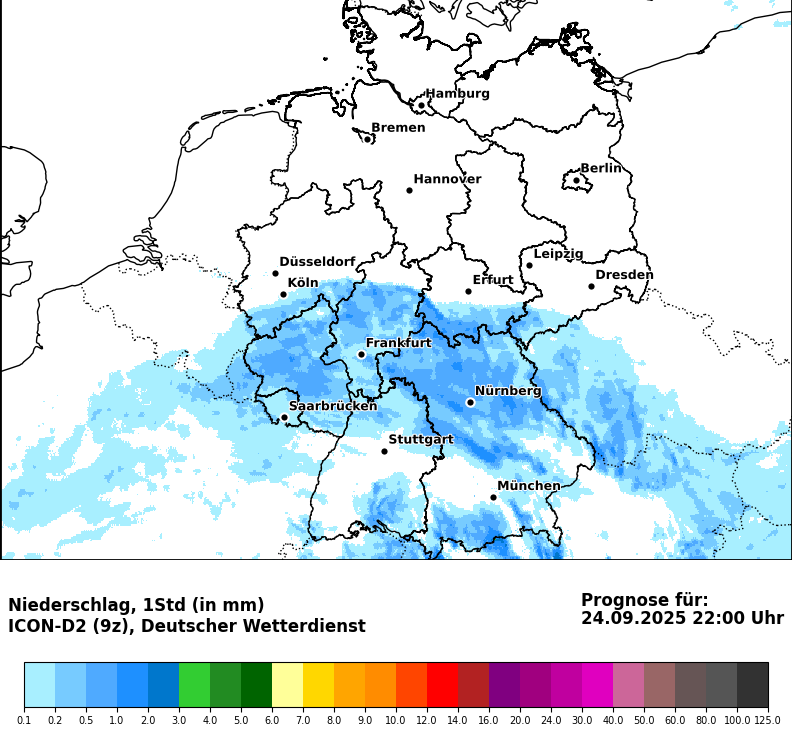 Hamburg
Bremen
Berlin
Hannover
Leipzig
Düsseldorf
Dresden
Köln
Erfurt
Frankfurt
Nürnberg
Saarbrücken
Stuttgart
München
Niederschlag, 1Std (in mm)
ICON-D2 (9z), Deutscher Wetterdienst
Prognose für:
24.09.2025 22:00 Uhr
0.1 0.2 0.5 1.0 2.0 3.0 4.0 5.0 6.0 7.0 8.0 9.0 10.0 12.0 14.0 16.0 20.0 24.0 30.0 40.0 50.0 60.0 80.0 100.0 125.0